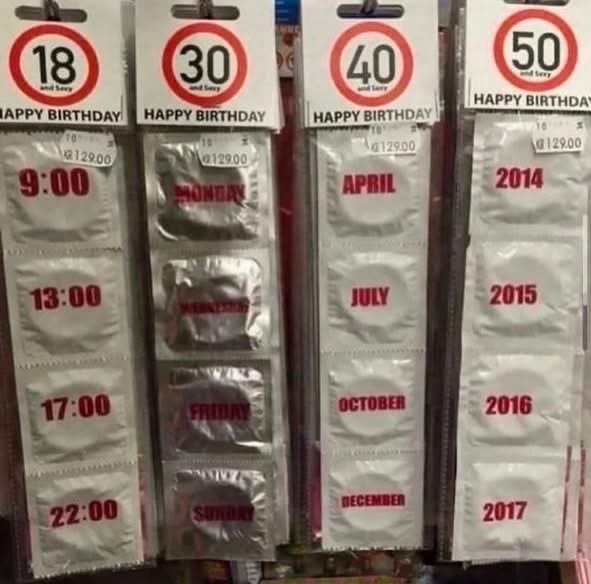 18
and Sexy
HAPPY BIRTHDAY
129.00
9:00
13:00
17:00
22:00
30
and Sexy
HAPPY BIRTHDAY
129.00
MONDAY
WEDNESDAY
FRIDAY
SUNDAY
40
and Sexy
HAPPY BIRTHDAY
129.00
APRIL
JULY
OCTOBER
DECEMBER
50
and Sexy
HAPPY BIRTHDA
129.00
2014
2015
2016
2017